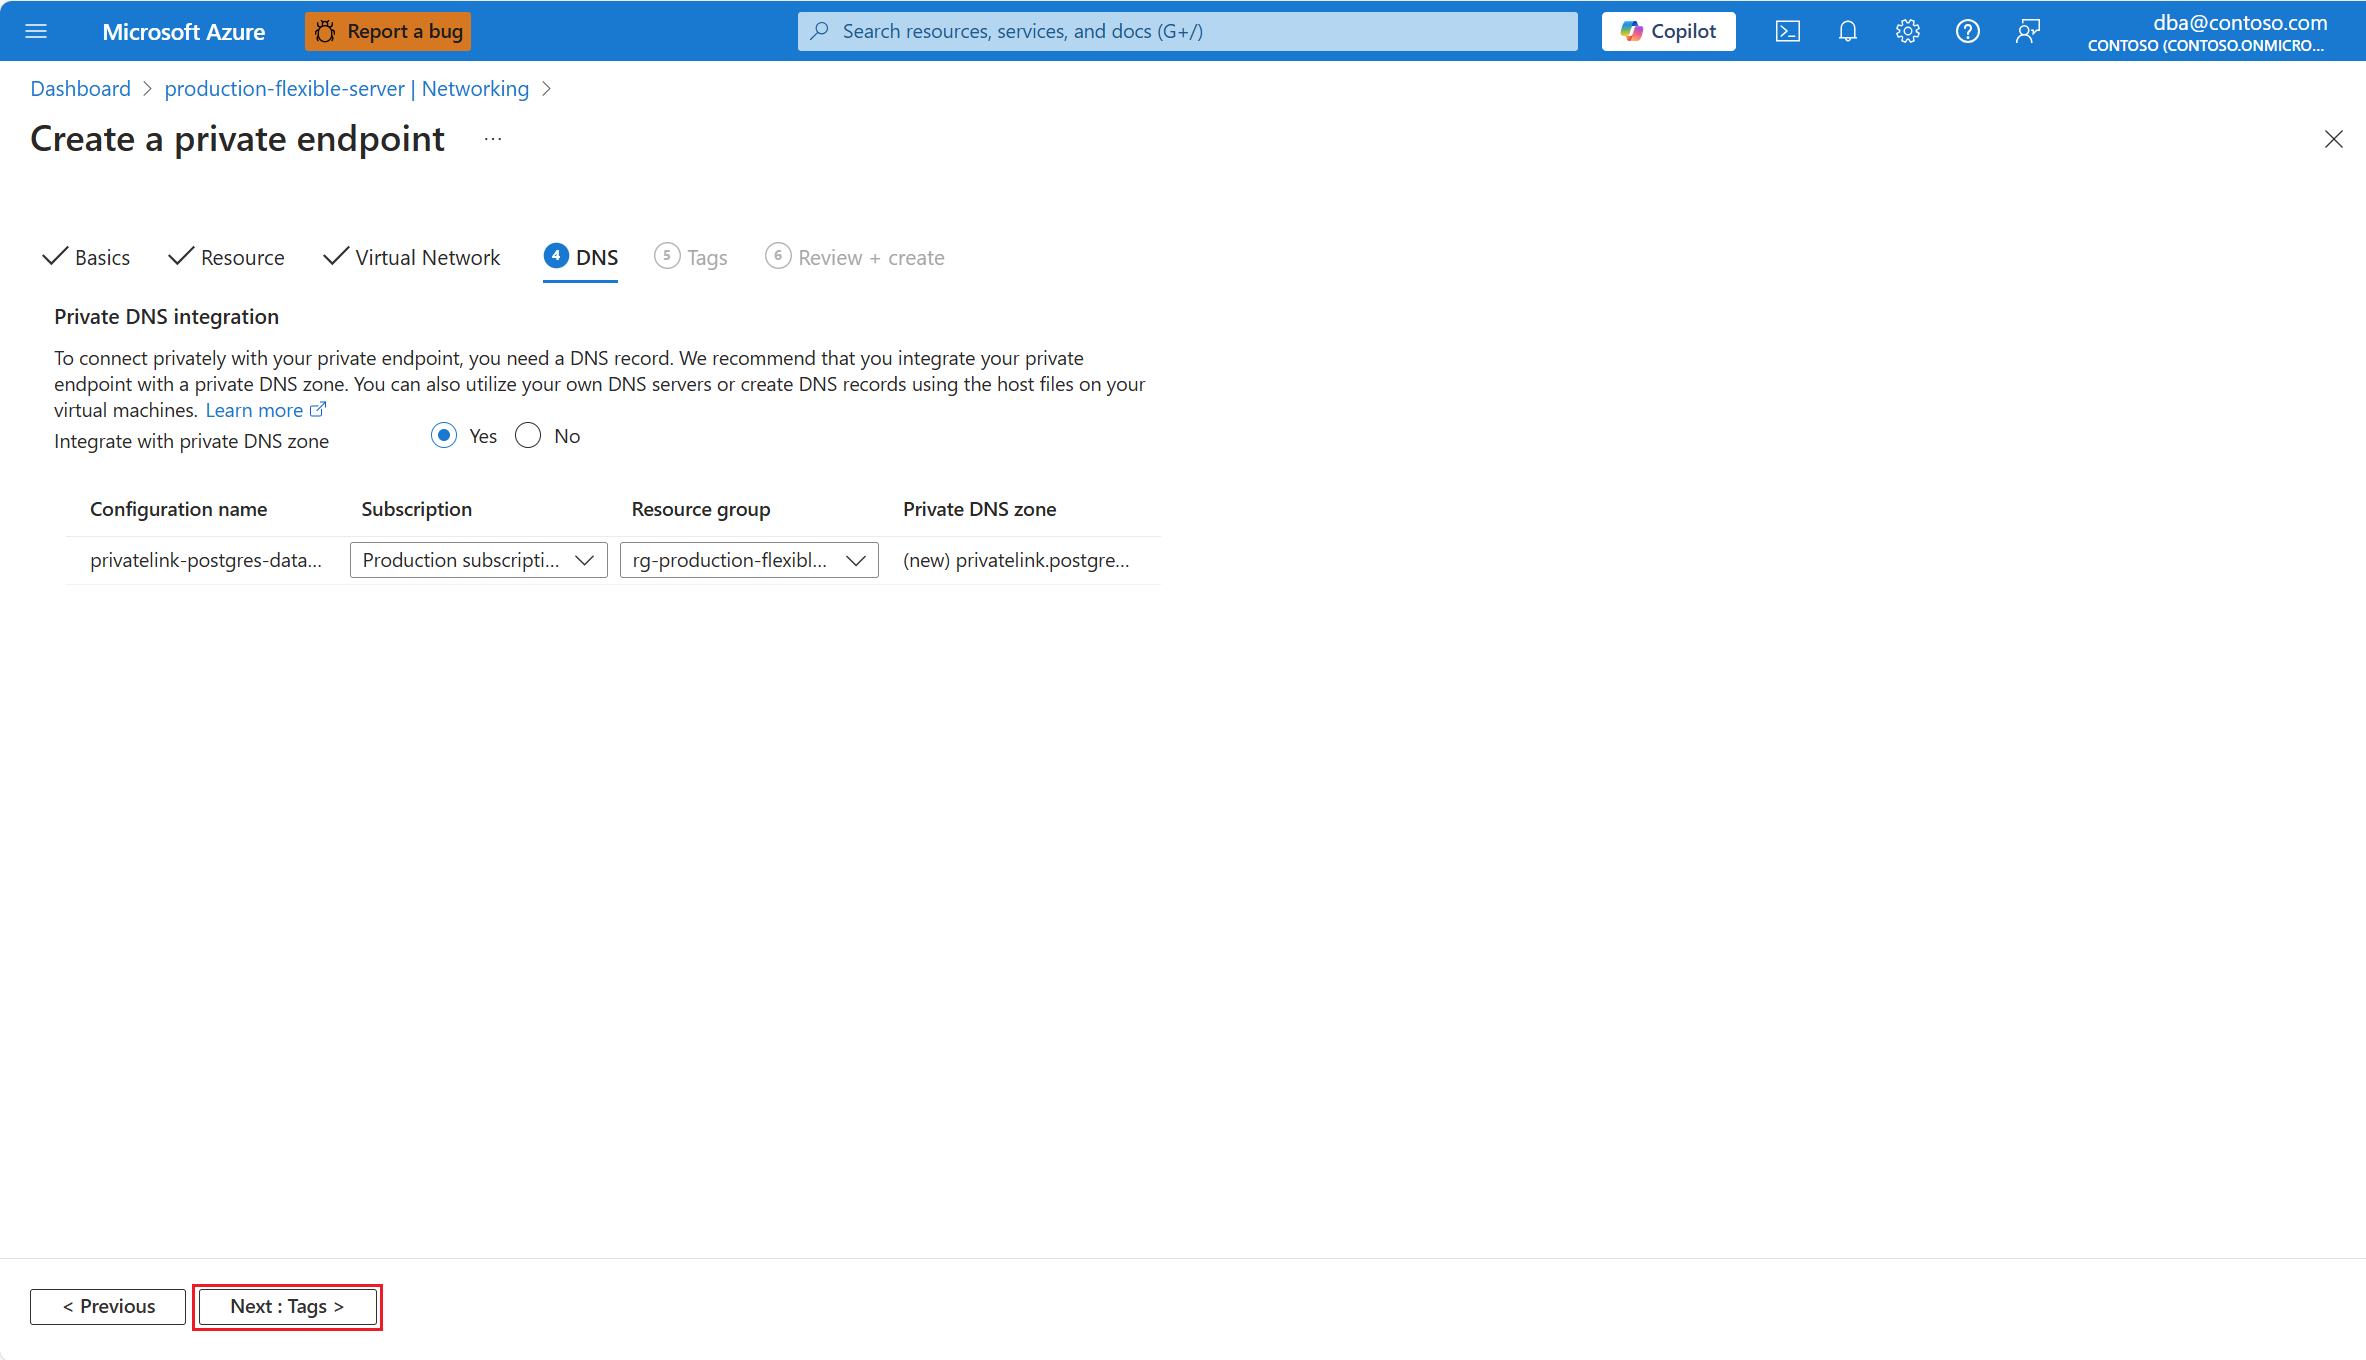 Microsoft Azure
Report a bug
Search resources, services, and docs (G+/)
Copilot
dba@contoso.com
CONTOSO (CONTOSO.ONMICRO...
Dashboard > production-flexible-server | Networking >
Create a private endpoint ...
Basics
Resource
Virtual Network
4 DNS
5 Tags
6 Review + create
Private DNS integration
To connect privately with your private endpoint, you need a DNS record. We recommend that you integrate your private
endpoint with a private DNS zone. You can also utilize your own DNS servers or create DNS records using the host files on your
virtual machines. Learn more
Integrate with private DNS zone
Yes
No
Configuration name Subscription Resource group Private DNS zone
privatelink-postgres-data... Production subscripti... rg-production-flexibl... (new) privatelink.postgre...
< Previous
Next : Tags >